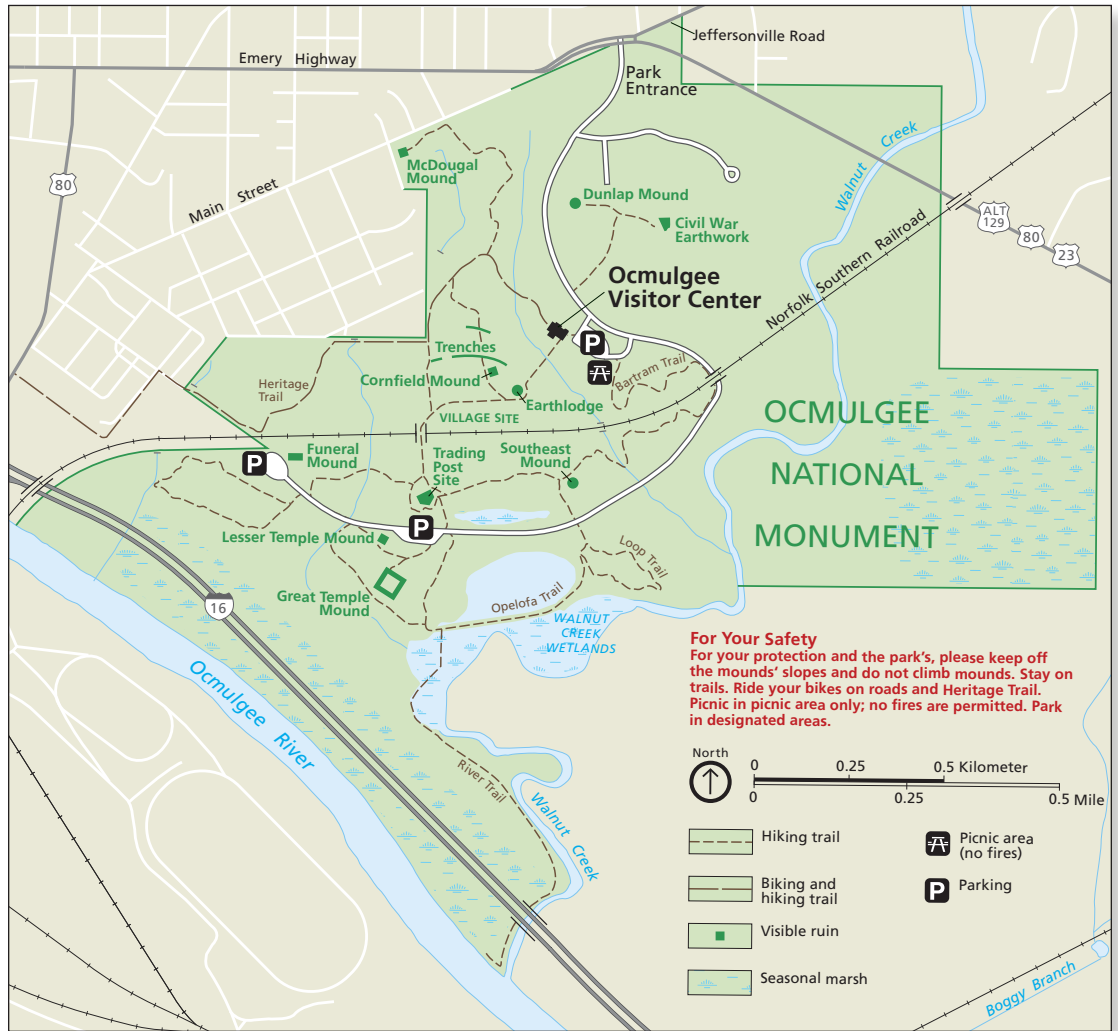 Jeffersonville Road
Emery Highway
Park
Entrance
Walnut Creek
McDougal
Mound
80
Main Street
Dunlap Mound
Civil War
Earthwork
ALT
129
80
23
Norfolk Southern Railroad
Ocmulgee
Visitor Center
P
Trenches
Cornfield Mound
Bartram Trail
Heritage
Trail
Earthlodge
VILLAGE SITE
OCMULGEE
NATIONAL
MONUMENT
P
Funeral
Mound
Trading
Post
Site
Southeast
Mound
P
Lesser Temple Mound
Loop Trail
Great Temple
Mound
Opelofa Trail
16
WALNUT
CREEK
WETLANDS
Ocmulgee River
River Trail
Walnut Creek
For Your Safety
For your protection and the park's, please keep off
the mounds' slopes and do not climb mounds. Stay on
trails. Ride your bikes on roads and Heritage Trail.
Picnic in picnic area only; no fires are permitted. Park
in designated areas.
North
0 0.25 0.5 Kilometer
0 0.25 0.5 Mile
Hiking trail
Picnic area
(no fires)
Biking and
hiking trail
P Parking
Visible ruin
Seasonal marsh
Boggy Branch